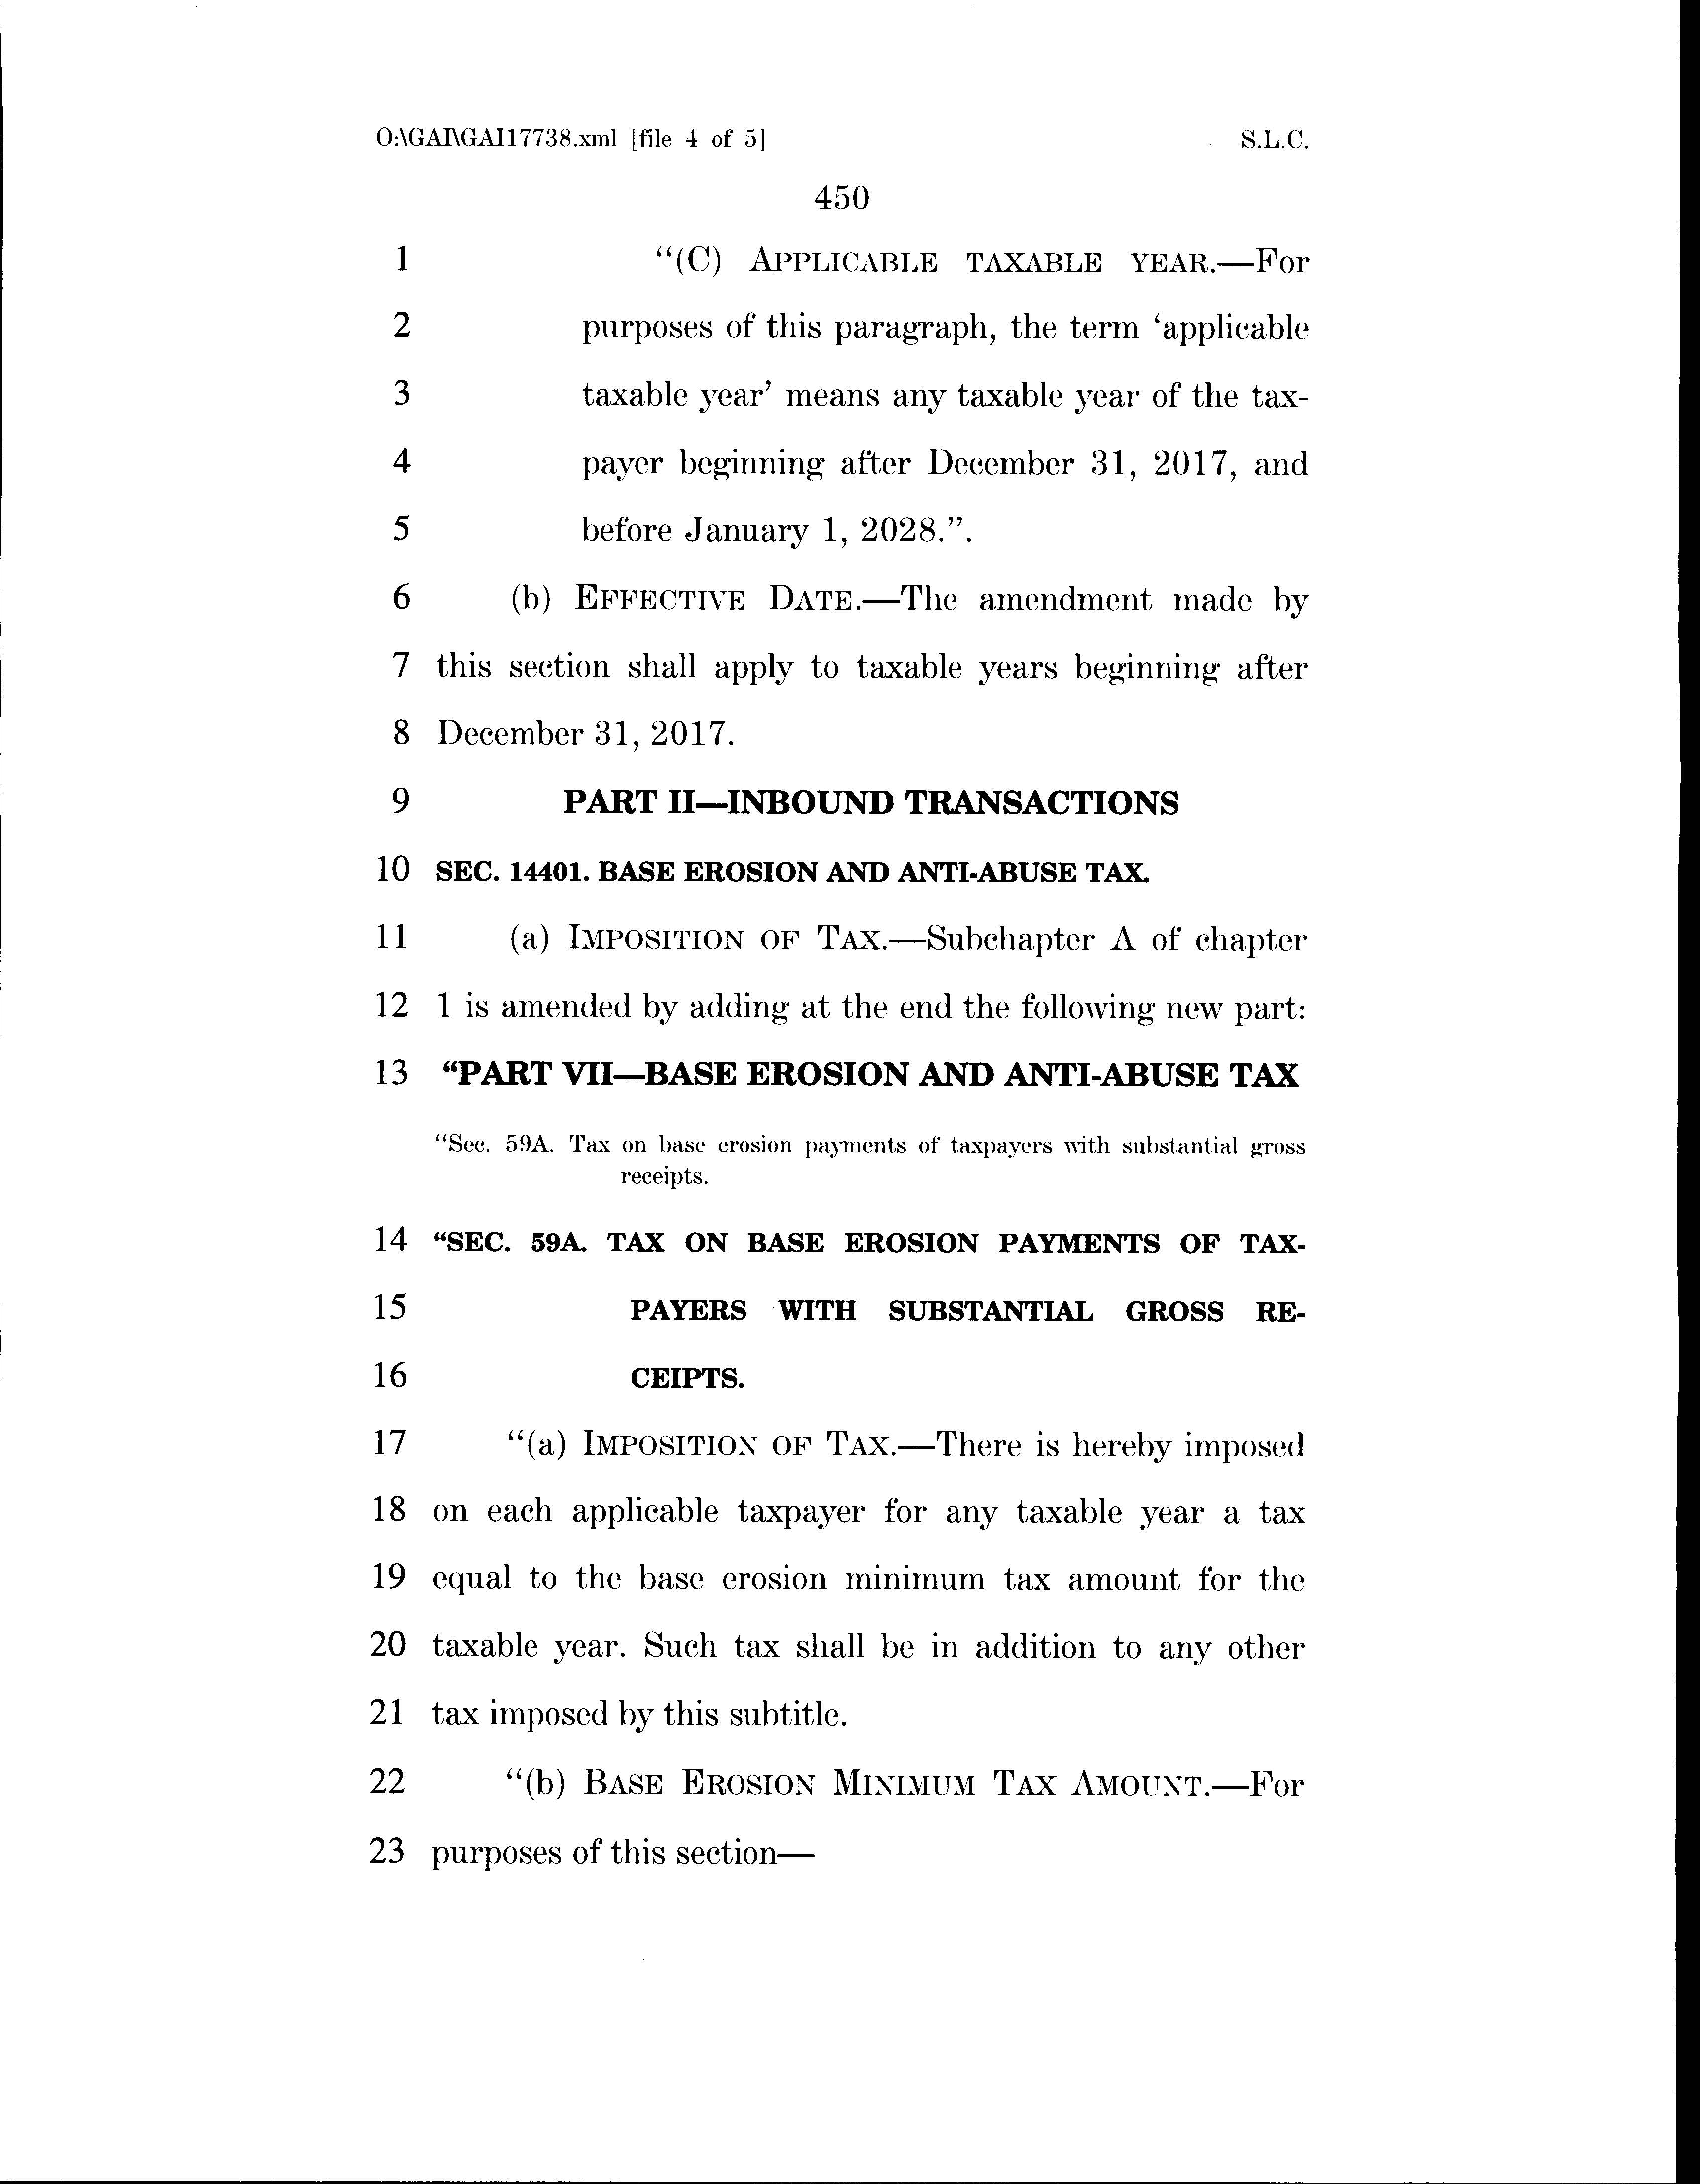 O:\GAI\GAI17738.xml [file 4 of 5] S.L.C.
450
1 “(C) APPLICABLE TAXABLE YEAR.—For
2 purposes of this paragraph, the term ‘applicable
3 taxable year’ means any taxable year of the tax-
4 payer beginning after December 31, 2017, and
5 before January 1, 2028.”.
6 (b) EFFECTIVE DATE.—The amendment made by
7 this section shall apply to taxable years beginning after
8 December 31, 2017.
9 PART II—INBOUND TRANSACTIONS
10 SEC. 14401. BASE EROSION AND ANTI-ABUSE TAX.
11 (a) IMPOSITION OF TAX.—Subchapter A of chapter
12 1 is amended by adding at the end the following new part:
13 “PART VII—BASE EROSION AND ANTI-ABUSE TAX
“Sec. 59A. Tax on base erosion payments of taxpayers with substantial gross
receipts.
14 “SEC. 59A. TAX ON BASE EROSION PAYMENTS OF TAX-
15 PAYERS WITH SUBSTANTIAL GROSS RE-
16 CEIPTS.
17 “(a) IMPOSITION OF TAX.—There is hereby imposed
18 on each applicable taxpayer for any taxable year a tax
19 equal to the base erosion minimum tax amount for the
20 taxable year. Such tax shall be in addition to any other
21 tax imposed by this subtitle.
22 “(b) BASE EROSION MINIMUM TAX AMOUNT.—For
23 purposes of this section—